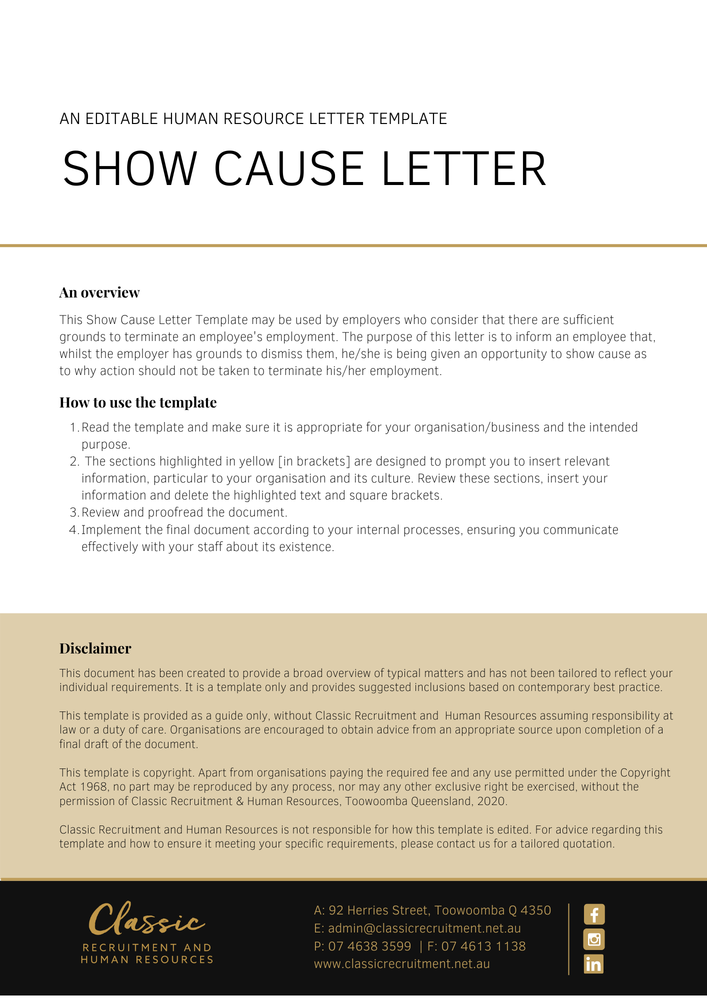 AN EDITABLE HUMAN RESOURCE LETTER TEMPLATE
SHOW CAUSE LETTER
An overview
This Show Cause Letter Template may be used by employers who consider that there are sufficient
grounds to terminate an employee's employment. The purpose of this letter is to inform an employee that,
whilst the employer has grounds to dismiss them, he/she is being given an opportunity to show cause as
to why action should not be taken to terminate his/her employment.
How to use the template
1. Read the template and make sure it is appropriate for your organisation/business and the intended
purpose.
2. The sections highlighted in yellow [in brackets] are designed to prompt you to insert relevant
information, particular to your organisation and its culture. Review these sections, insert your
information and delete the highlighted text and square brackets.
3. Review and proofread the document.
4. Implement the final document according to your internal processes, ensuring you communicate
effectively with your staff about its existence.
Disclaimer
This document has been created to provide a broad overview of typical matters and has not been tailored to reflect your
individual requirements. It is a template only and provides suggested inclusions based on contemporary best practice.
This template is provided as a guide only, without Classic Recruitment and Human Resources assuming responsibility at
law or a duty of care. Organisations are encouraged to obtain advice from an appropriate source upon completion of a
final draft of the document.
This template is copyright. Apart from organisations paying the required fee and any use permitted under the Copyright
Act 1968, no part may be reproduced by any process, nor may any other exclusive right be exercised, without the
permission of Classic Recruitment & Human Resources, Toowoomba Queensland, 2020.
Classic Recruitment and Human Resources is not responsible for how this template is edited. For advice regarding this
template and how to ensure it meeting your specific requirements, please contact us for a tailored quotation.
Classic
RECRUITMENT AND
HUMAN RESOURCES
A: 92 Herries Street, Toowoomba Q 4350
E: admin@classicrecruitment.net.au
P: 07 4638 3599 | F: 07 4613 1138
www.classicrecruitment.net.au